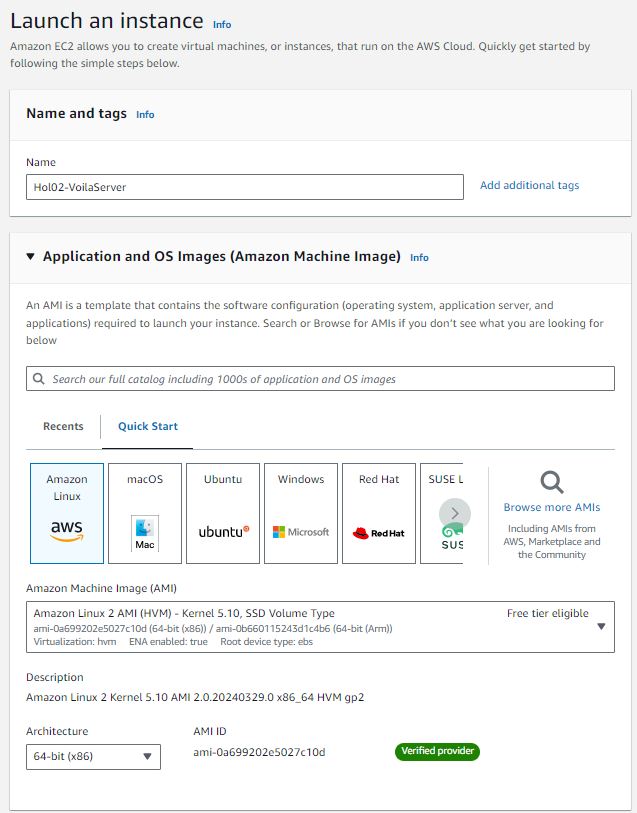 Launch an instance Info
Amazon EC2 allows you to create virtual machines, or instances, that run on the AWS Cloud. Quickly get started by
following the simple steps below.
Name and tags Info
Name
Hol02-VoilaServer
Add additional tags
Application and OS Images (Amazon Machine Image) Info
An AMI is a template that contains the software configuration (operating system, application server, and
applications) required to launch your instance. Search or Browse for AMIs if you don't see what you are looking for
below
Search our full catalog including 1000s of application and OS images
Recents
Quick Start
Amazon
Linux
aws
macOS
Mac
Ubuntu
ubuntu
Windows
Microsoft
Red Hat
Red Hat
SUSE L
SUS
Browse more AMIs
Including AMIs from
AWS, Marketplace and
the Community
Amazon Machine Image (AMI)
Amazon Linux 2 AMI (HVM) - Kernel 5.10, SSD Volume Type
Free tier eligible
ami-0a699202e5027c10d (64-bit (x86)) / ami-0b660115243d1c4b6 (64-bit (Arm))
Virtualization: hvm ENA enabled: true Root device type: ebs
Description
Amazon Linux 2 Kernel 5.10 AMI 2.0.20240329.0 x86_64 HVM gp2
Architecture
64-bit (x86)
AMI ID
ami-0a699202e5027c10d
Verified provider